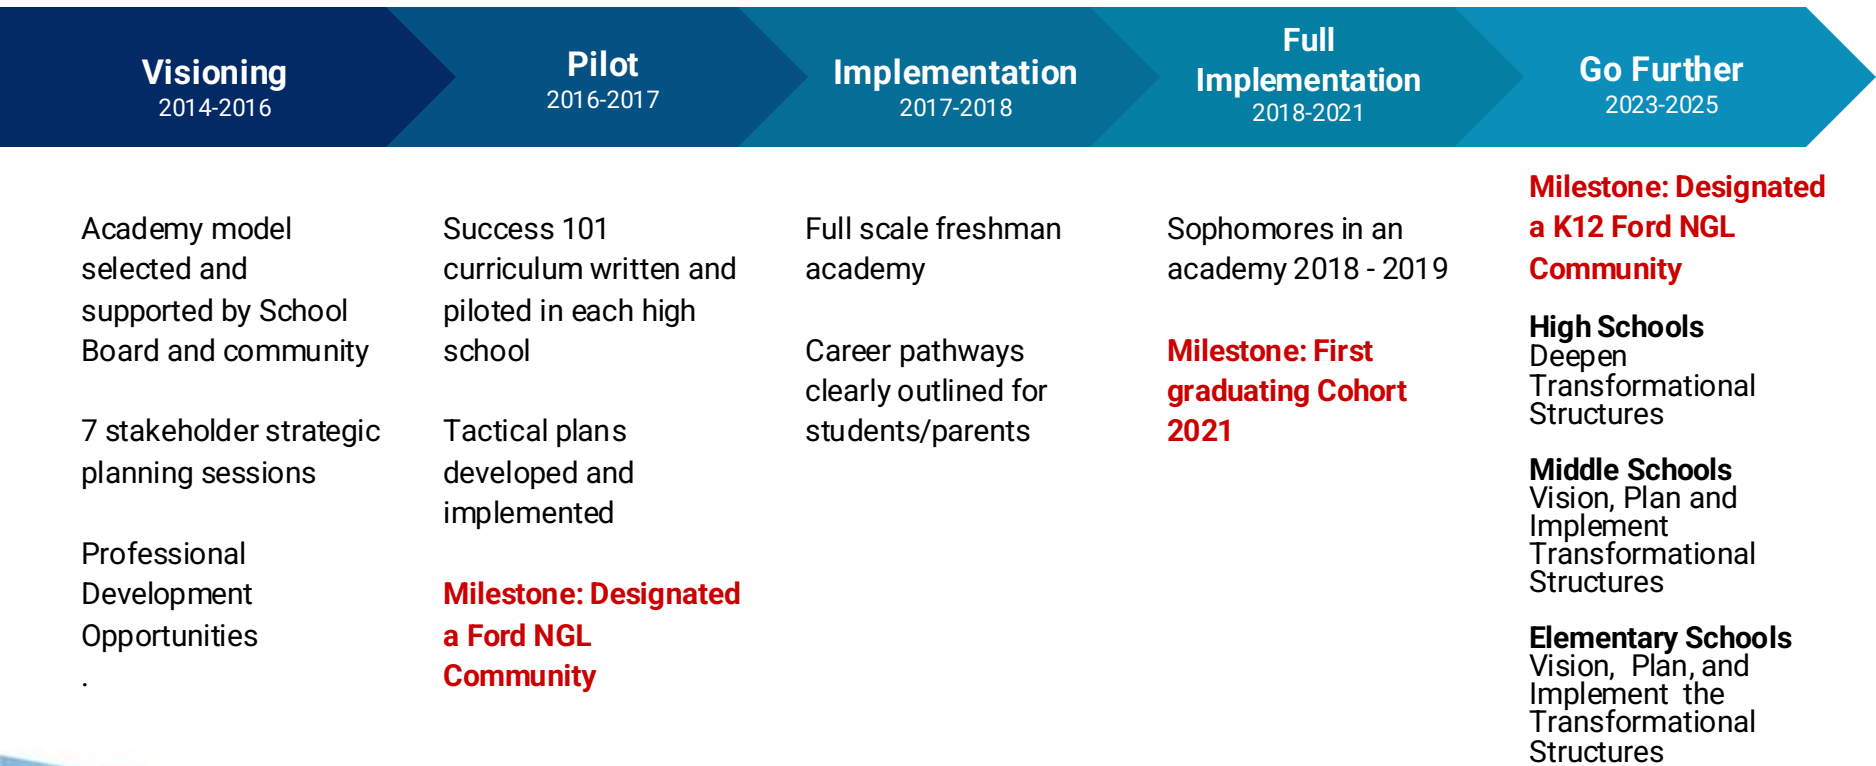 Visioning
2014-2016
Pilot
2016-2017
Implementation
2017-2018
Full
Implementation
2018-2021
Go Further
2023-2025
Academy model
selected and
supported by School
Board and community
7 stakeholder strategic
planning sessions
Professional
Development
Opportunities
.
Success 101
curriculum written and
piloted in each high
school
Tactical plans
developed and
implemented
Milestone: Designated
a Ford NGL
Community
Full scale freshman
academy
Career pathways
clearly outlined for
students/parents
Sophomores in an
academy 2018 - 2019
Milestone: First
graduating Cohort
2021
Milestone: Designated
a K12 Ford NGL
Community
High Schools
Deepen
Transformational
Structures
Middle Schools
Vision, Plan and
Implement
Transformational
Structures
Elementary Schools
Vision, Plan, and
Implement the
Transformational
Structures